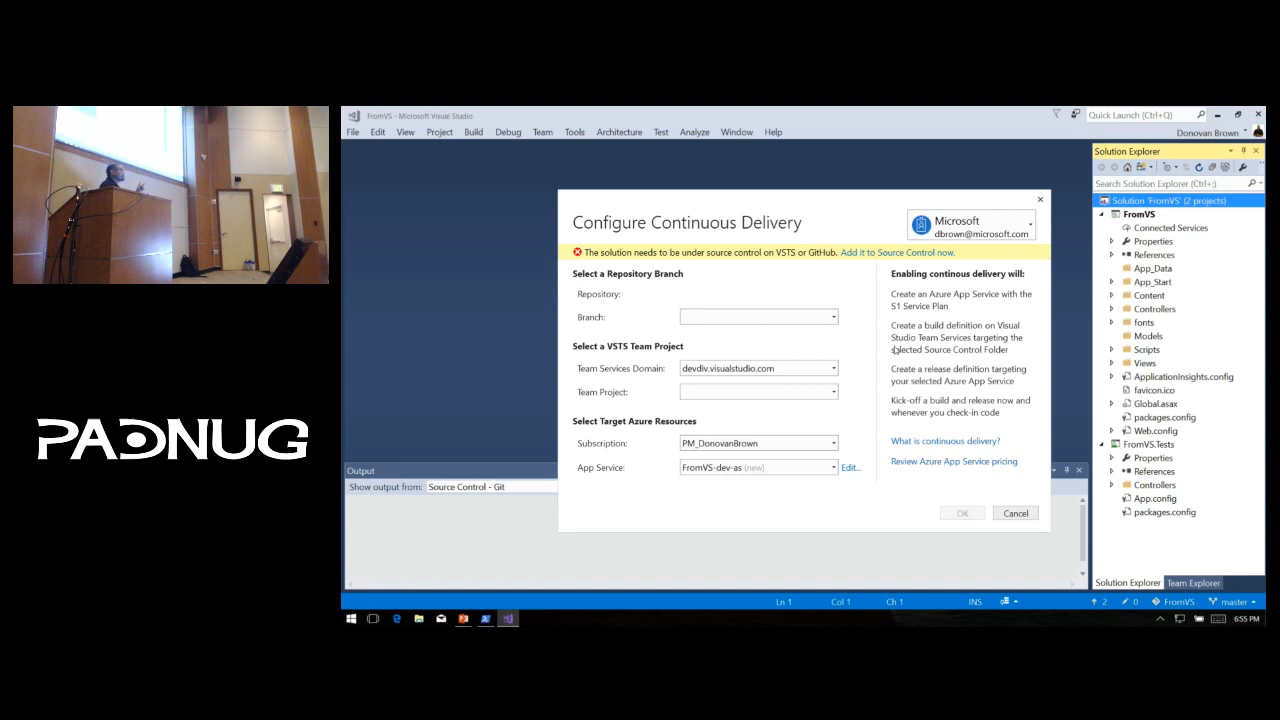 PADNUG
FromVS - Microsoft Visual Studio
Quick Launch (Ctrl+Q)
File Edit View Project Build Debug Team Tools Architecture Test Analyze Window Help
Donovan Brown
Configure Continuous Delivery
Microsoft
dbrown@microsoft.com
The solution needs to be under source control on VSTS or GitHub. Add it to Source Control now.
Select a Repository Branch
Repository:
Branch:
Select a VSTS Team Project
Team Services Domain: devdiv.visualstudio.com
Team Project:
Select Target Azure Resources
Subscription: PM_DonovanBrown
App Service: FromVS-dev-as (new) Edit...
Enabling continous delivery will:
Create an Azure App Service with the
S1 Service Plan
Create a build definition on Visual
Studio Team Services targeting the
selected Source Control Folder
Create a release definition targeting
your selected Azure App Service
Kick-off a build and release now and
whenever you check-in code
What is continuous delivery?
Review Azure App Service pricing
OK Cancel
Output
Show output from: Source Control - Git
Solution Explorer
Search Solution Explorer (Ctrl+;)
Solution 'FromVS' (2 projects)
FromVS
Connected Services
Properties
References
App_Data
App_Start
Content
Controllers
fonts
Models
Scripts
Views
ApplicationInsights.config
favicon.ico
Global.asax
packages.config
Web.config
FromVS.Tests
Properties
References
Controllers
App.config
packages.config
Solution Explorer Team Explorer
Ln 1 Col 1 Ch 1 INS 2 0 FromVS master
6:55 PM